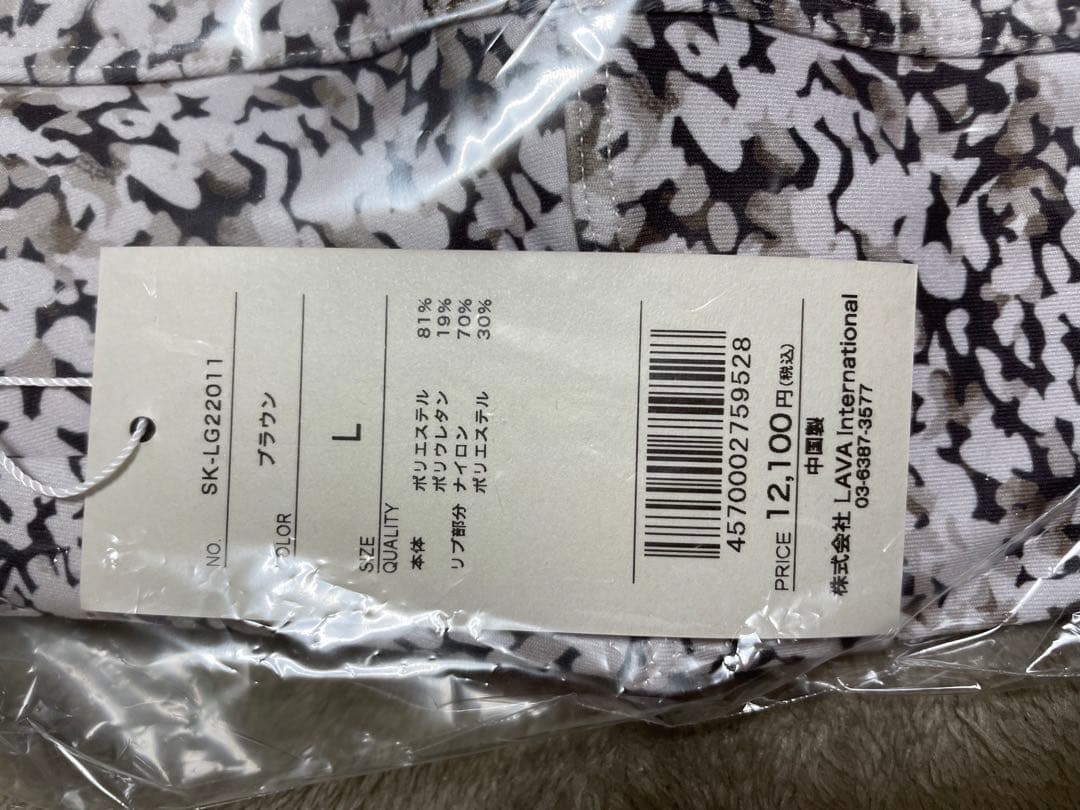 NO. SK-LG22011
COLOR ブラウン
SIZE L
QUALITY
本体 ポリエステル 81%
ポリウレタン 19%
リブ部分 ナイロン 70%
ポリエステル 30%
4570002759528
PRICE 12,100円(税込)
中国製
株式会社 LAVA International
03-6387-3577